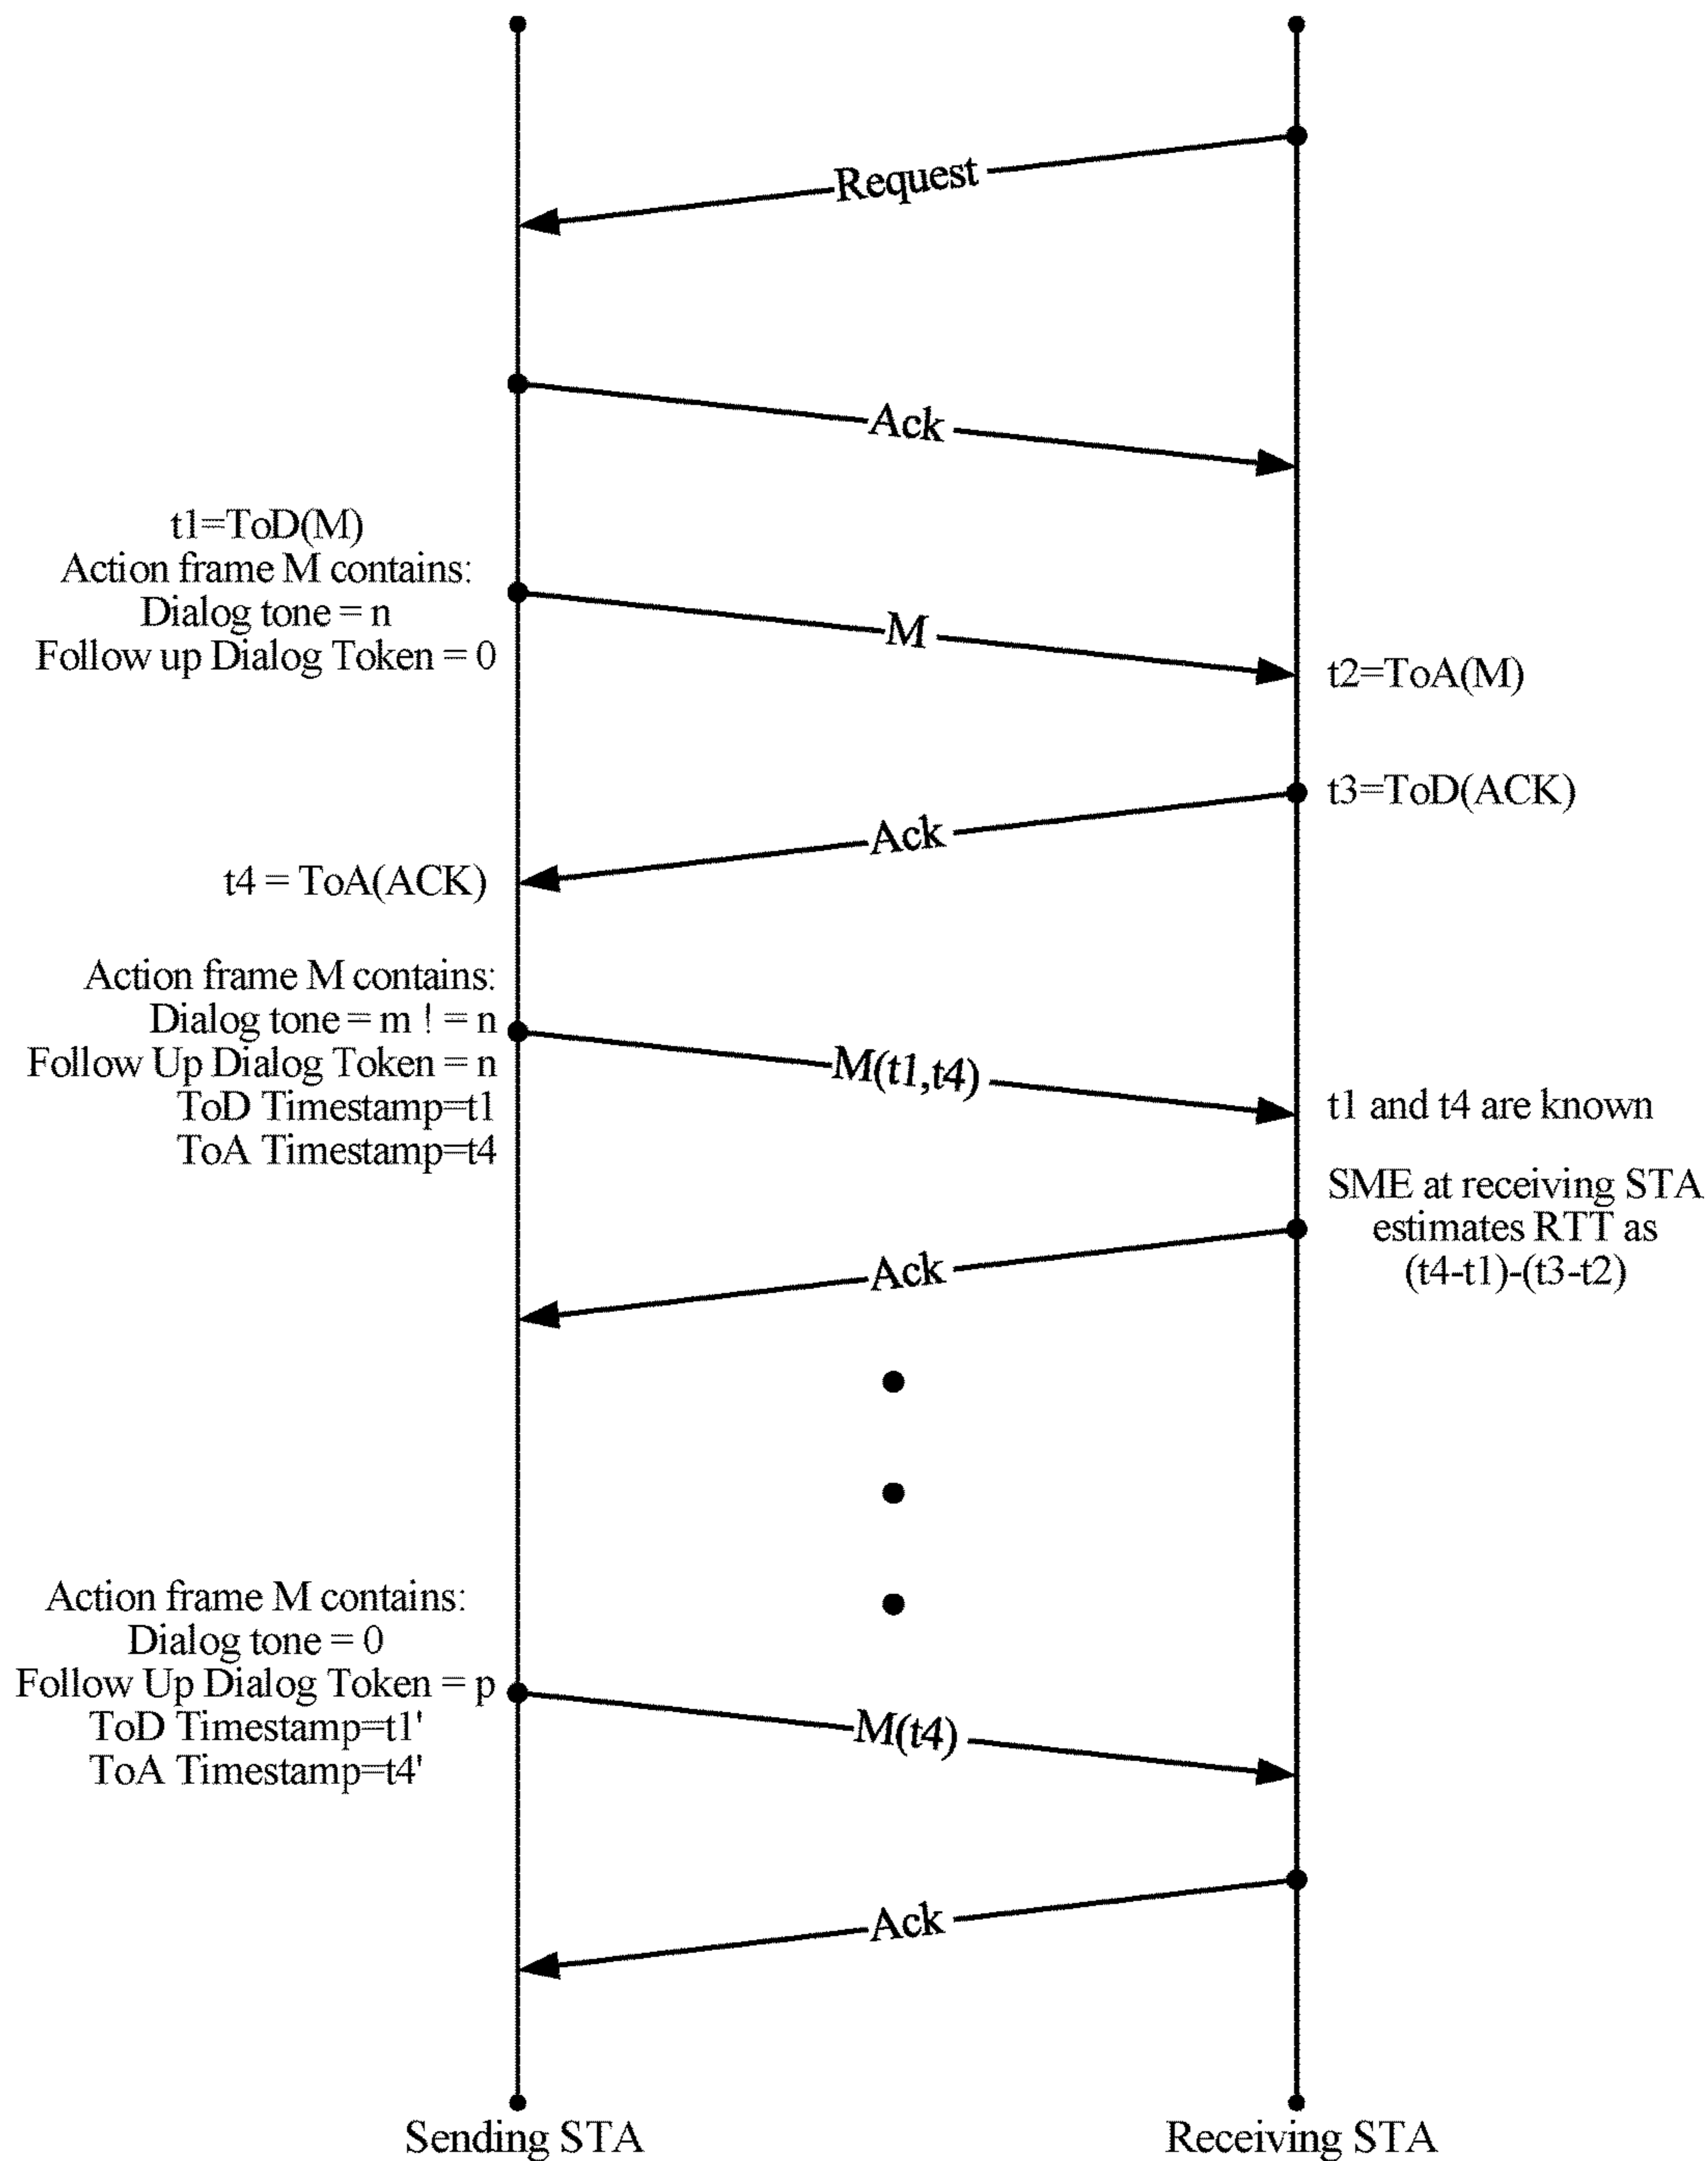 Request
Ack
t1=ToD(M)
Action frame M contains:
Dialog tone = n
Follow up Dialog Token = 0
M
t2=ToA(M)
t3=ToD(ACK)
Ack
t4 = ToA(ACK)
Action frame M contains:
Dialog tone = m ! = n
Follow Up Dialog Token = n
ToD Timestamp=t1
ToA Timestamp=t4
M(t1,t4)
t1 and t4 are known
SME at receiving STA
estimates RTT as
(t4-t1)-(t3-t2)
Ack
Action frame M contains:
Dialog tone = 0
Follow Up Dialog Token = p
ToD Timestamp=t1'
ToA Timestamp=t4'
M(t4)
Ack
Sending STA
Receiving STA